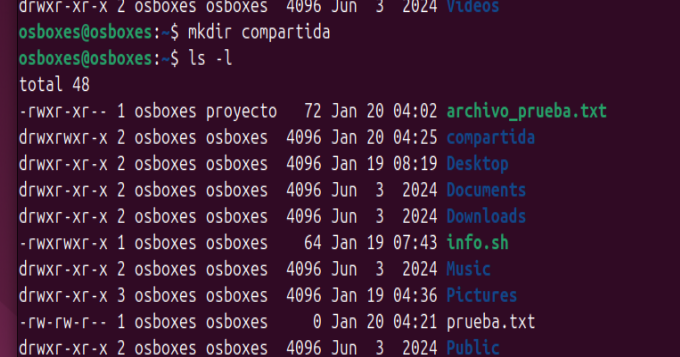 drwxr-xr-x 2 osboxes osboxes 4096 Jun  3  2024 Videos
osboxes@osboxes:~$ mkdir compartida
osboxes@osboxes:~$ ls -l
total 48
-rwxr-xr-- 1 osboxes proyecto   72 Jan 20 04:02 archivo_prueba.txt
drwxrwxr-x 2 osboxes osboxes  4096 Jan 20 04:25 compartida
drwxr-xr-x 2 osboxes osboxes  4096 Jan 19 08:19 Desktop
drwxr-xr-x 2 osboxes osboxes  4096 Jun  3  2024 Documents
drwxr-xr-x 2 osboxes osboxes  4096 Jun  3  2024 Downloads
-rwxrwxr-x 1 osboxes osboxes    64 Jan 19 07:43 info.sh
drwxr-xr-x 2 osboxes osboxes  4096 Jun  3  2024 Music
drwxr-xr-x 3 osboxes osboxes  4096 Jan 19 04:36 Pictures
-rw-rw-r-- 1 osboxes osboxes     0 Jan 20 04:21 prueba.txt
drwxr-xr-x 2 osboxes osboxes  4096 Jun  3  2024 Public